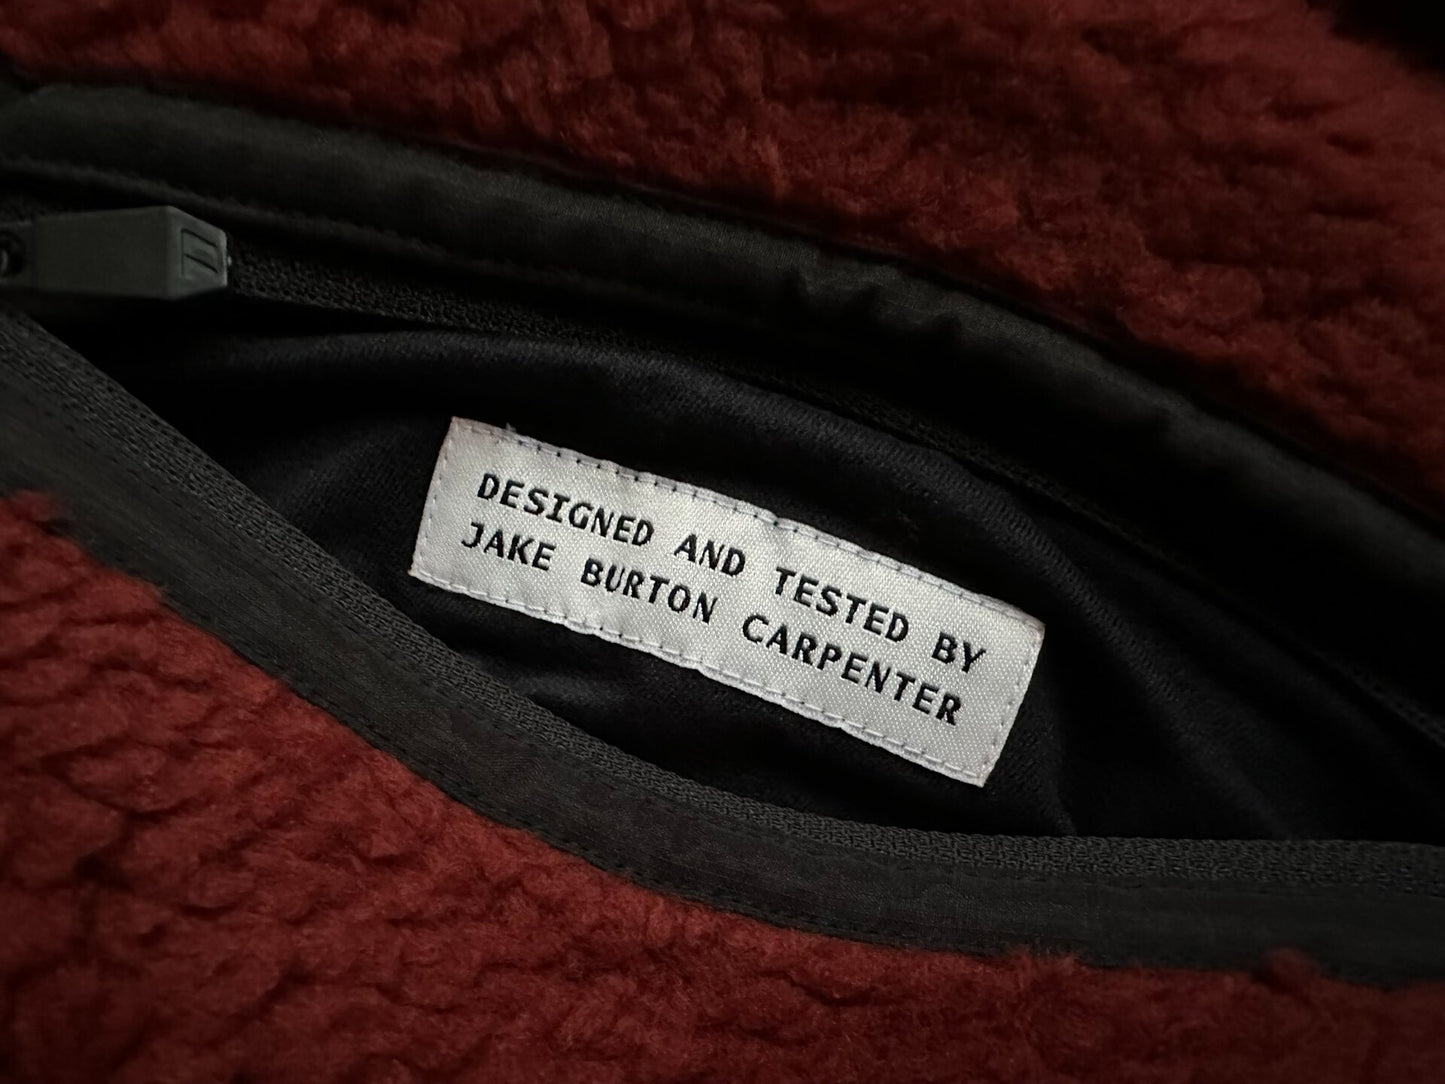 DESIGNED AND TESTED BY
JAKE BURTON CARPENTER